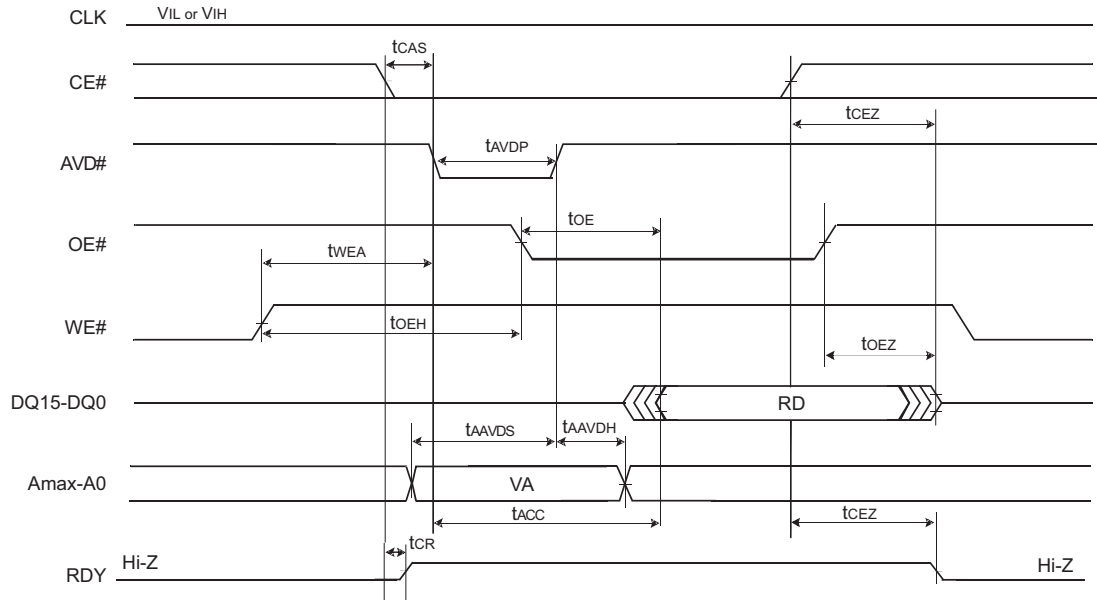 CLK VIL or VIH
tCAS
CE#
tCEZ
tAVDP
AVD#
tOE
OE#
tWEA
WE#
tOEH
tOEZ
DQ15-DQ0 RD
tAAVDS tAAVDH
Amax-A0 VA
tACC tCEZ
tCR
Hi-Z Hi-Z
RDY